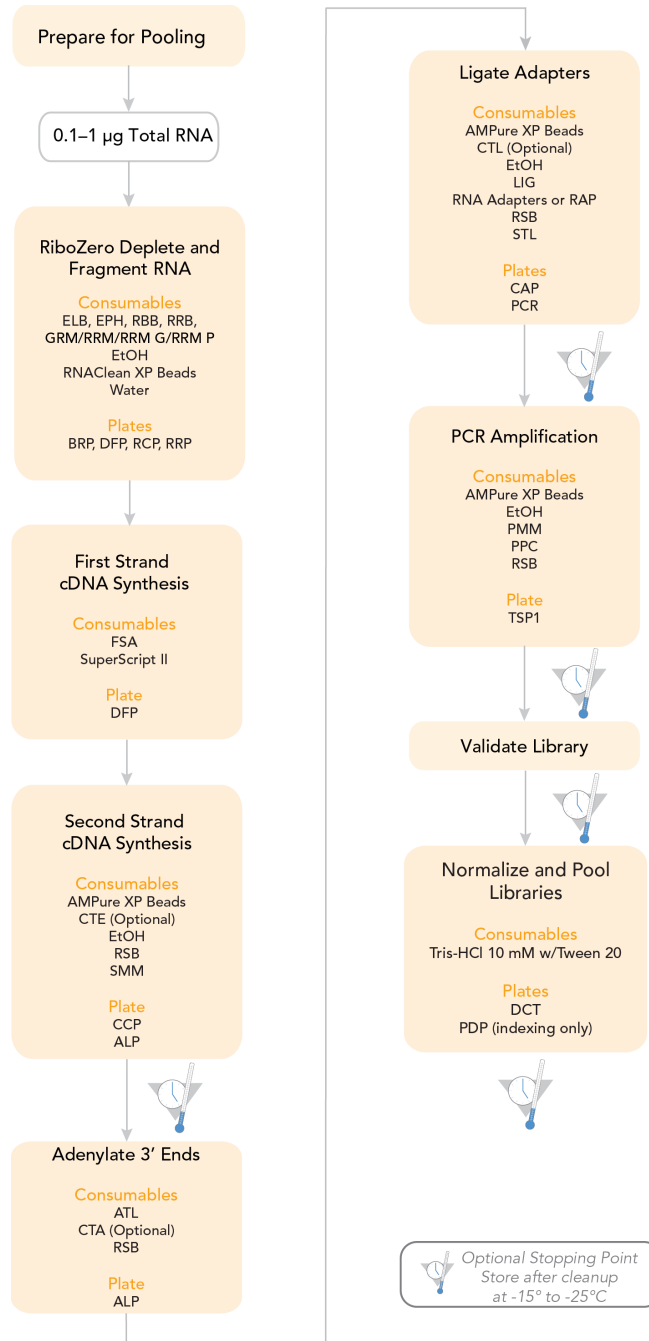 Prepare for Pooling
0.1–1 µg Total RNA
RiboZero Deplete and
Fragment RNA
Consumables
ELB, EPH, RBB, RRB,
GRM/RRM/RRM G/RRM P
EtOH
RNAClean XP Beads
Water
Plates
BRP, DFP, RCP, RRP
First Strand
cDNA Synthesis
Consumables
FSA
SuperScript II
Plate
DFP
Second Strand
cDNA Synthesis
Consumables
AMPure XP Beads
CTE (Optional)
EtOH
RSB
SMM
Plate
CCP
ALP
Adenylate 3’ Ends
Consumables
ATL
CTA (Optional)
RSB
Plate
ALP
Ligate Adapters
Consumables
AMPure XP Beads
CTL (Optional)
EtOH
LIG
RNA Adapters or RAP
RSB
STL
Plates
CAP
PCR
PCR Amplification
Consumables
AMPure XP Beads
EtOH
PMM
PPC
RSB
Plate
TSP1
Validate Library
Normalize and Pool
Libraries
Consumables
Tris-HCl 10 mM w/Tween 20
Plates
DCT
PDP (indexing only)
Optional Stopping Point
Store after cleanup
at -15° to -25°C